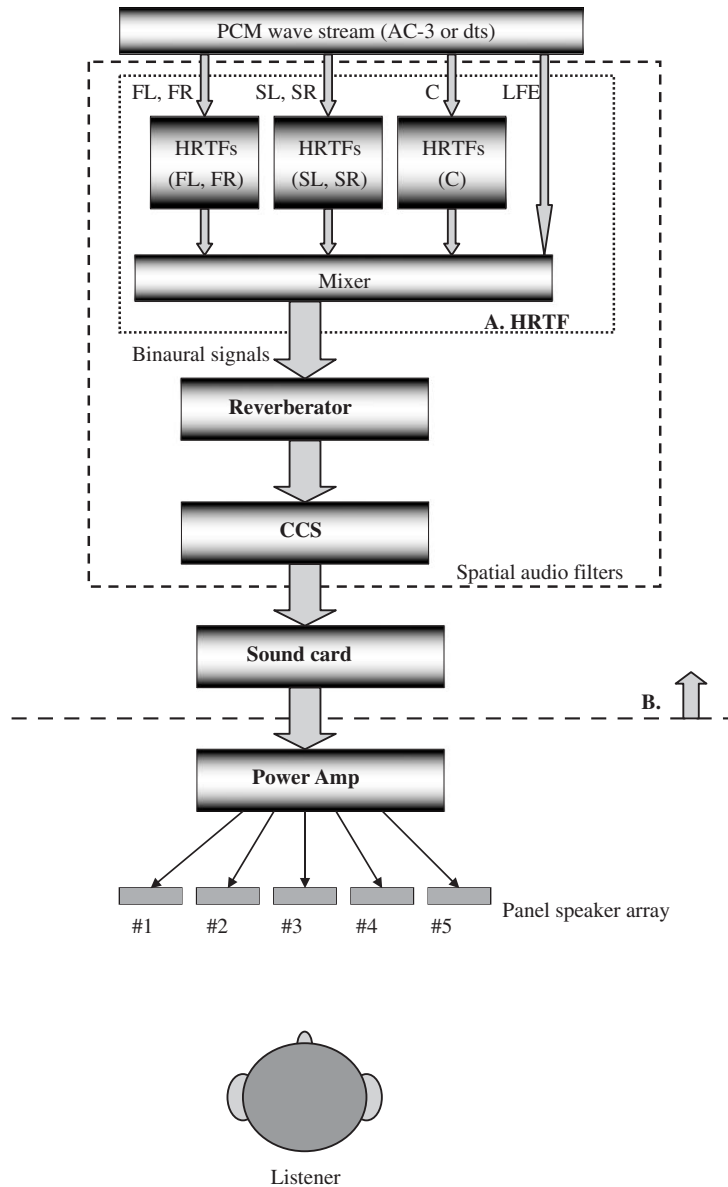 PCM wave stream (AC-3 or dts)
FL, FR
SL, SR
C
LFE
HRTFs
(FL, FR)
HRTFs
(SL, SR)
HRTFs
(C)
Mixer
A. HRTF
Binaural signals
Reverberator
CCS
Spatial audio filters
Sound card
B.
Power Amp
#1
#2
#3
#4
#5
Panel speaker array
Listener